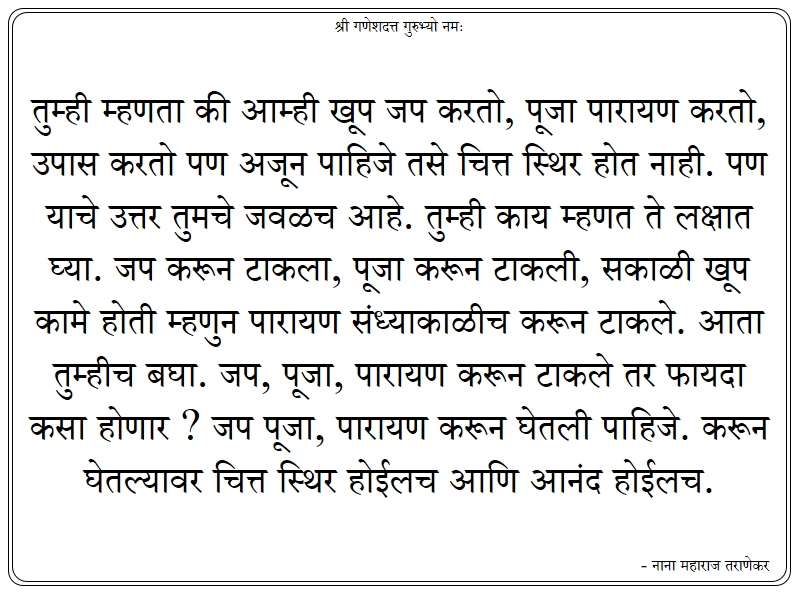 श्री गणेशदत्त गुरुभ्यो नमः
तुम्ही म्हणता की आम्ही खूप जप करतो, पूजा पारायण करतो,
उपास करतो पण अजून पाहिजे तसे चित्त स्थिर होत नाही. पण
याचे उत्तर तुमचे जवळच आहे. तुम्ही काय म्हणत ते लक्षात
घ्या. जप करून टाकला, पूजा करून टाकली, सकाळी खूप
कामे होती म्हणुन पारायण संध्याकाळीच करून टाकले. आता
तुम्हीच बघा. जप, पूजा, पारायण करून टाकले तर फायदा
कसा होणार ? जप पूजा, पारायण करून घेतली पाहिजे. करून
घेतल्यावर चित्त स्थिर होईलच आणि आनंद होईलच.
- नाना महाराज तराणेकर